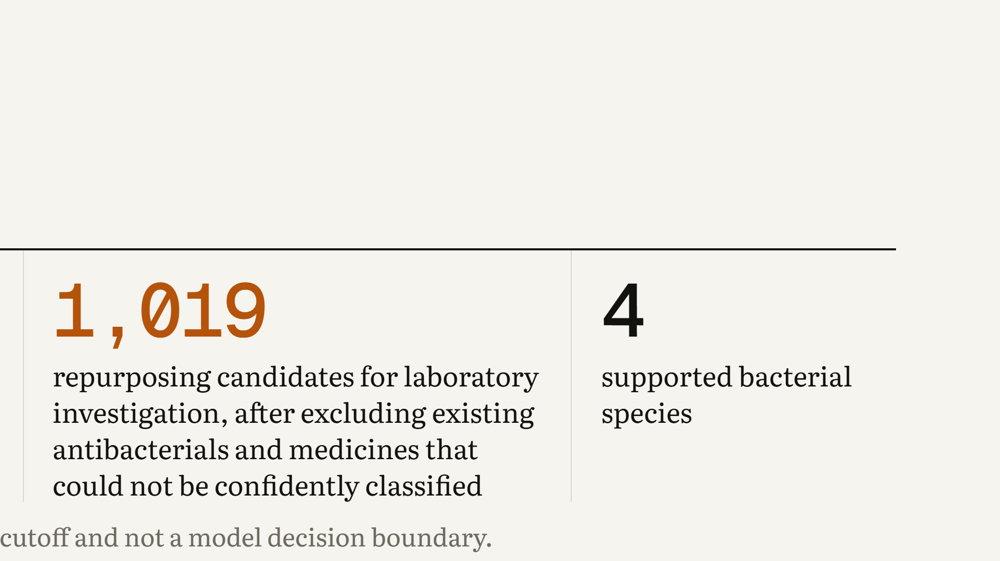 1,019
repurposing candidates for laboratory
investigation, after excluding existing
antibacterials and medicines that
could not be confidently classified
4
supported bacterial
species
cutoff and not a model decision boundary.